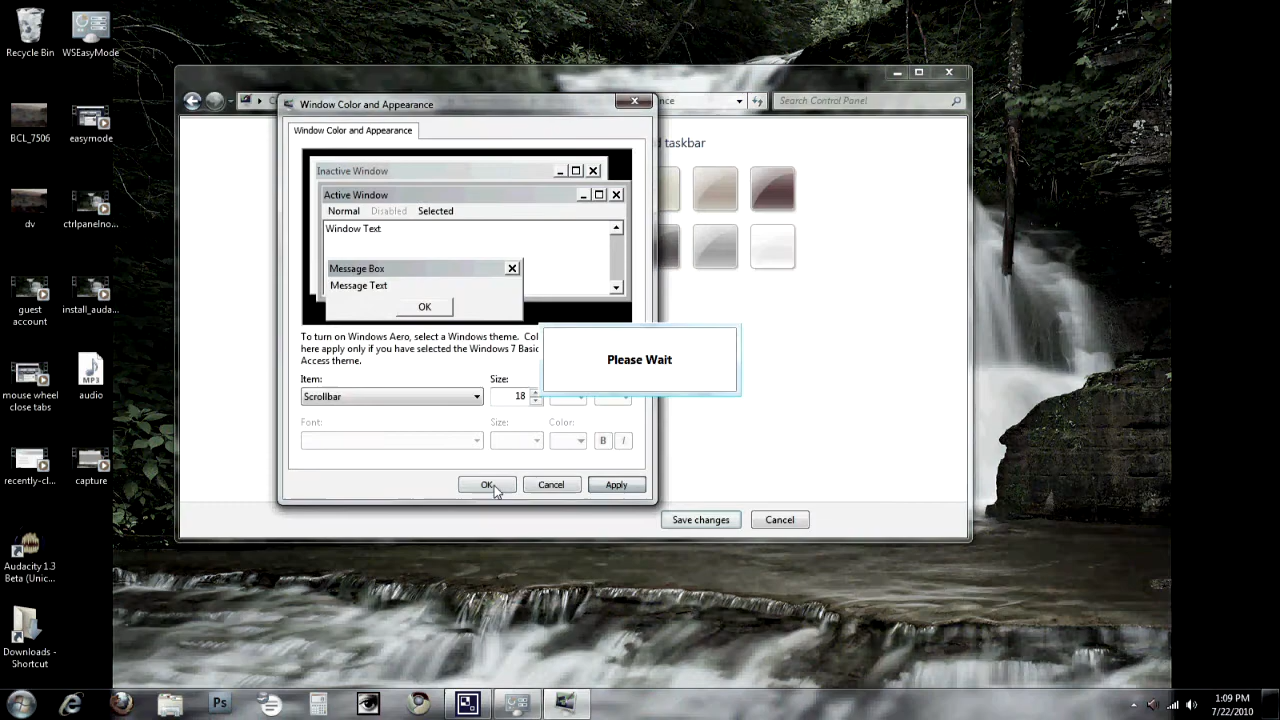 Recycle Bin
WSEasyMode
BCL_7506
easymode
dv
ctrlpanelno...
guest
account
install_auda...
mouse wheel
close tabs
MP3
audio
recently-cl...
capture
Audacity 1.3
Beta (Unic...
Downloads -
Shortcut
nce
Search Control Panel
d taskbar
Save changes
Cancel
Window Color and Appearance
Window Color and Appearance
Inactive Window
Active Window
Normal
Disabled
Selected
Window Text
Message Box
Message Text
OK
To turn on Windows Aero, select a Windows theme. Col
here apply only if you have selected the Windows 7 Basic
Access theme.
Item:
Size:
Scrollbar
18
Font:
Size:
Color:
B
I
OK
Cancel
Apply
Please Wait
Ps
1:09 PM
7/22/2010